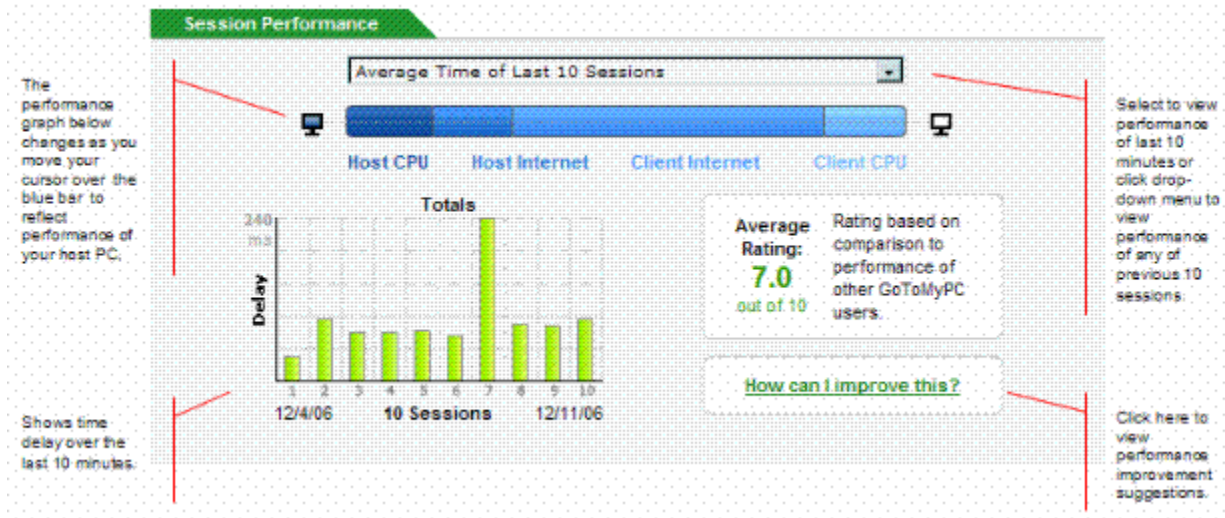 Session Performance
Average Time of Last 10 Sessions
The
performance
graph below
changes as you
move your
cursor over the
blue bar to
reflect
performance of
your host PC.
Host CPU
Host Internet
Client Internet
Client CPU
Select to view
performance
of last 10
minutes or
click drop-
down menu to
view
performance
of any of
previous 10
sessions.
Totals
240
ms
Delay
1 2 3 4 5 6 7 8 9 10
12/4/06 10 Sessions 12/11/06
Average
Rating:
7.0
out of 10
Rating based on
comparison to
performance of
other GoToMyPC
users.
How can I improve this?
Shows time
delay over the
last 10 minutes.
Click here to
view
performance
improvement
suggestions.